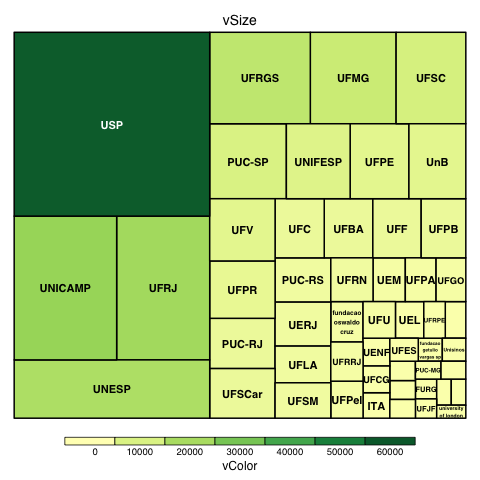 vSize
USP
UFRGS
UFMG
UFSC
PUC-SP
UNIFESP
UFPE
UnB
UFV
UFC
UFBA
UFF
UFPB
UNICAMP
UFRJ
UFPR
PUC-RS
UFRN
UEM
UFPA
UFGO
UERJ
fundacao
oswaldo
cruz
UFU
UEL
UFRPE
PUC-RJ
UFLA
UFRRJ
UENF
UFES
fundacao
getulio
vargas sp
Unisinos
UFCG
PUC-MG
UNESP
UFSCar
UFSM
UFPel
ITA
FURG
UFJF
university
of london
0 10000 20000 30000 40000 50000 60000
vColor